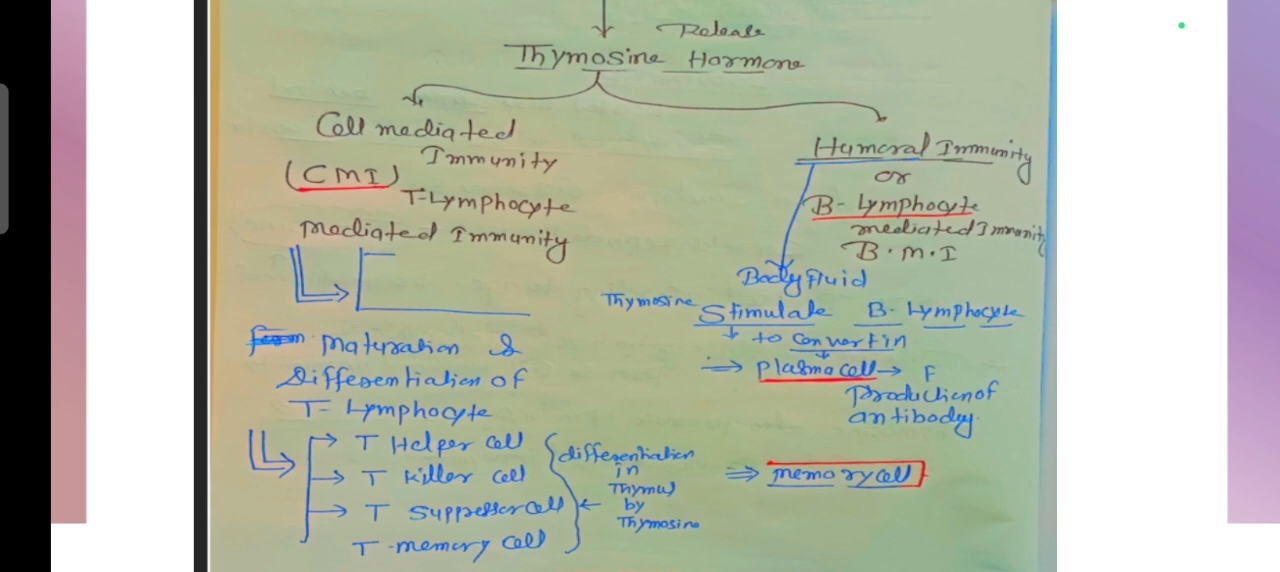 Release
Thymosine Hormone
Cell mediated
Immunity
(CMI)
T-Lymphocyte
mediated Immunity
Maturation &
Differentiation of
T- Lymphocyte
T Helper cell
T Killer cell
T Suppressor cell
T-memory cell
differentiation
in
Thymus
by
Thymosine
Humoral Immunity
or
B- Lymphocyte
mediated Immunity
B.M.I
Body fluid
Thymosine Stimulate B- Lymphocyte
to convert in
plasma cell → F
Production of
antibody.
memory cell